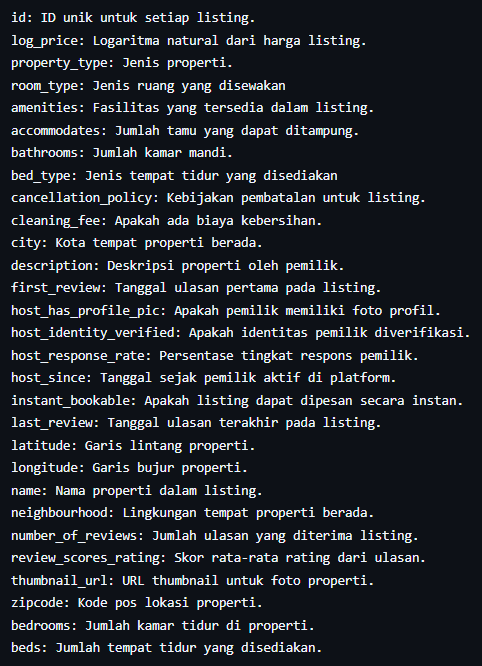 id: ID unik untuk setiap listing.
log_price: Logaritma natural dari harga listing.
property_type: Jenis properti.
room_type: Jenis ruang yang disewakan
amenities: Fasilitas yang tersedia dalam listing.
accommodates: Jumlah tamu yang dapat ditampung.
bathrooms: Jumlah kamar mandi.
bed_type: Jenis tempat tidur yang disediakan
cancellation_policy: Kebijakan pembatalan untuk listing.
cleaning_fee: Apakah ada biaya kebersihan.
city: Kota tempat properti berada.
description: Deskripsi properti oleh pemilik.
first_review: Tanggal ulasan pertama pada listing.
host_has_profile_pic: Apakah pemilik memiliki foto profil.
host_identity_verified: Apakah identitas pemilik diverifikasi.
host_response_rate: Persentase tingkat respons pemilik.
host_since: Tanggal sejak pemilik aktif di platform.
instant_bookable: Apakah listing dapat dipesan secara instan.
last_review: Tanggal ulasan terakhir pada listing.
latitude: Garis lintang properti.
longitude: Garis bujur properti.
name: Nama properti dalam listing.
neighbourhood: Lingkungan tempat properti berada.
number_of_reviews: Jumlah ulasan yang diterima listing.
review_scores_rating: Skor rata-rata rating dari ulasan.
thumbnail_url: URL thumbnail untuk foto properti.
zipcode: Kode pos lokasi properti.
bedrooms: Jumlah kamar tidur di properti.
beds: Jumlah tempat tidur yang disediakan.